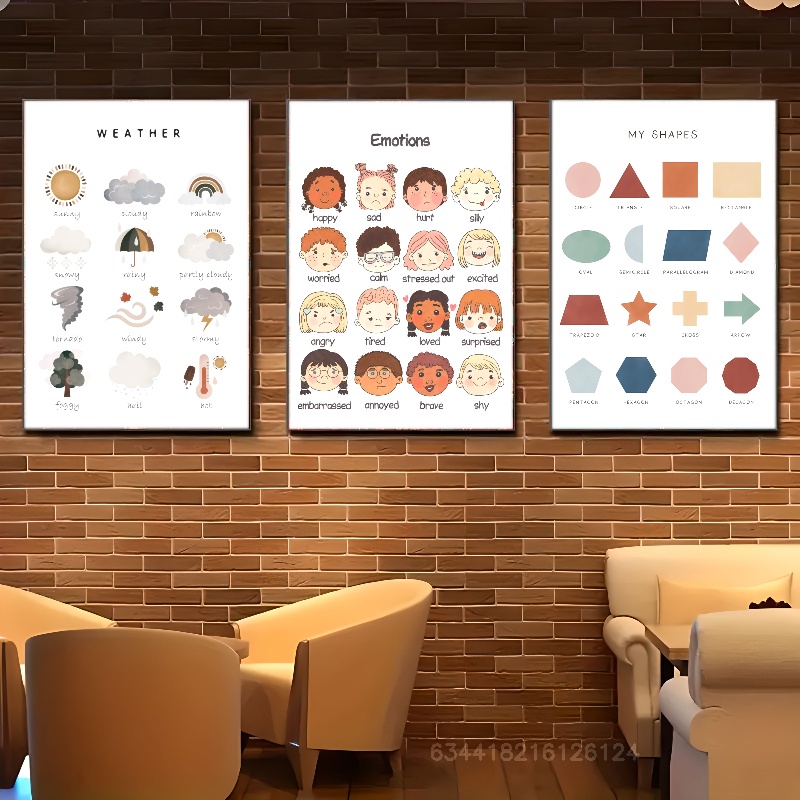 WEATHER
sunny cloudy rainbow
snowy rainy partly cloudy
tornado windy stormy
foggy hail hot
Emotions
happy sad hurt silly
worried calm stressed out excited
angry tired loved surprised
embarrassed annoyed brave shy
MY SHAPES
CIRCLE TRIANGLE SQUARE RECTANGLE
OVAL SEMICIRCLE PARALLELOGRAM DIAMOND
TRAPEZOID STAR CROSS ARROW
PENTAGON HEXAGON OCTAGON DECAGON
634418216126124